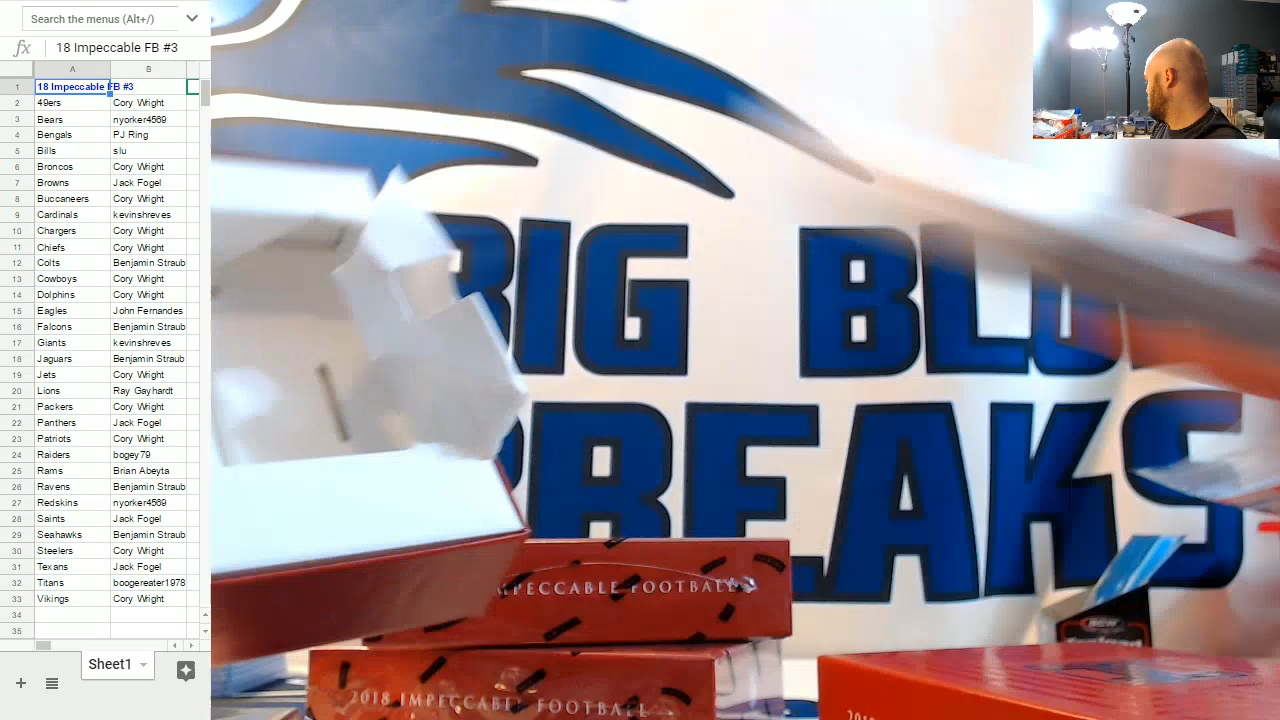 Search the menus (Alt+/)
fx 18 Impeccable FB #3
A B
1 18 Impeccable FB #3
2 49ers Cory Wright
3 Bears nyorker4569
4 Bengals PJ Ring
5 Bills slu
6 Broncos Cory Wright
7 Browns Jack Fogel
8 Buccaneers Cory Wright
9 Cardinals kevinshreves
10 Chargers Cory Wright
11 Chiefs Cory Wright
12 Colts Benjamin Straub
13 Cowboys Cory Wright
14 Dolphins Cory Wright
15 Eagles John Fernandes
16 Falcons Benjamin Straub
17 Giants kevinshreves
18 Jaguars Benjamin Straub
19 Jets Cory Wright
20 Lions Ray Gayhardt
21 Packers Cory Wright
22 Panthers Jack Fogel
23 Patriots Cory Wright
24 Raiders bogey79
25 Rams Brian Abeyta
26 Ravens Benjamin Straub
27 Redskins nyorker4569
28 Saints Jack Fogel
29 Seahawks Benjamin Straub
30 Steelers Cory Wright
31 Texans Jack Fogel
32 Titans boogereater1978
33 Vikings Cory Wright
34
35
Sheet1
BIG BLU
BREAKS
MPECCABLE FOOTBALL
2018 IMPECCABLE FOOTBALL
BCW